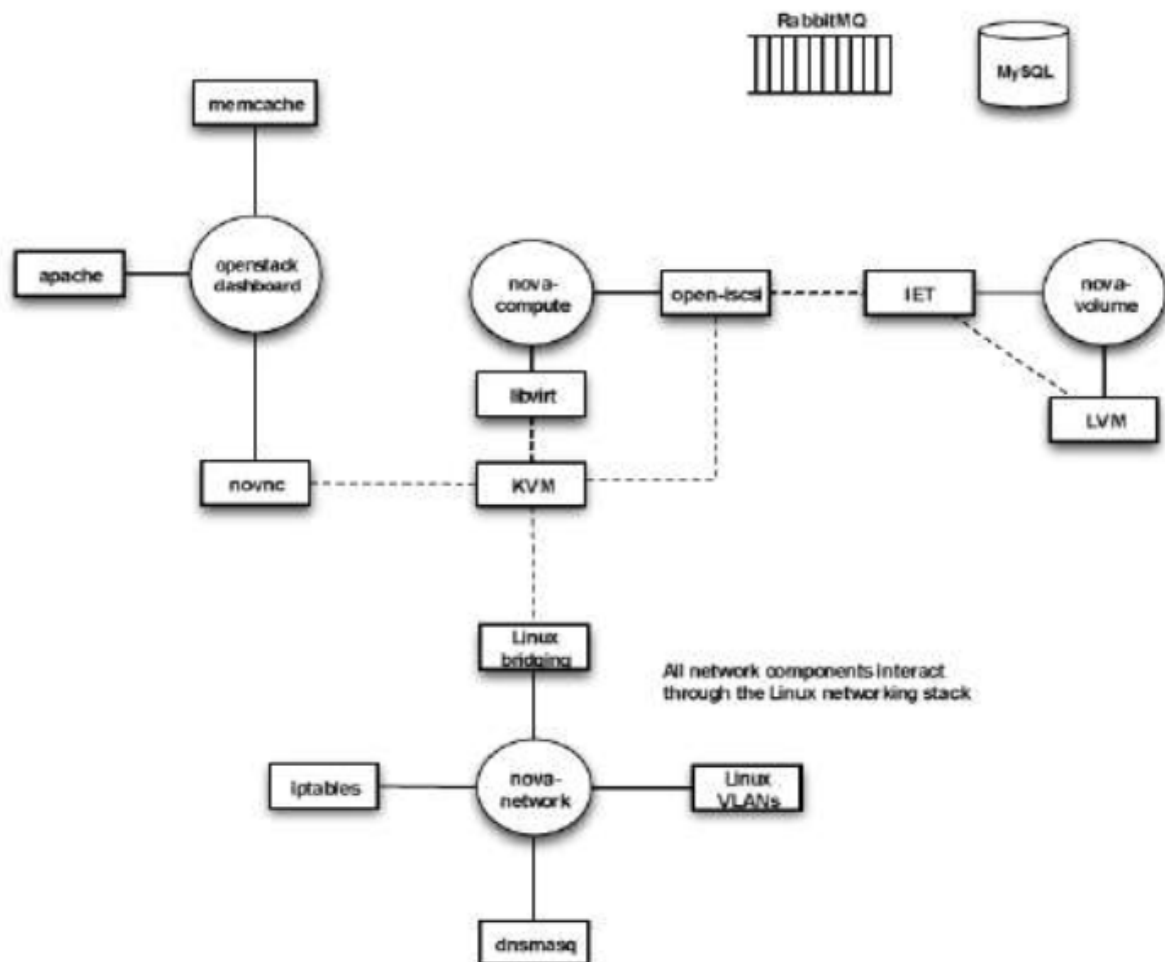 RabbitMQ
MySQL
memcache
apache
openstack
dashboard
nova-
compute
open-iscsi
IET
nova-
volume
libvirt
LVM
novnc
KVM
Linux
bridging
All network components interact
through the Linux networking stack
iptables
nova-
network
Linux
VLANs
dnsmasq